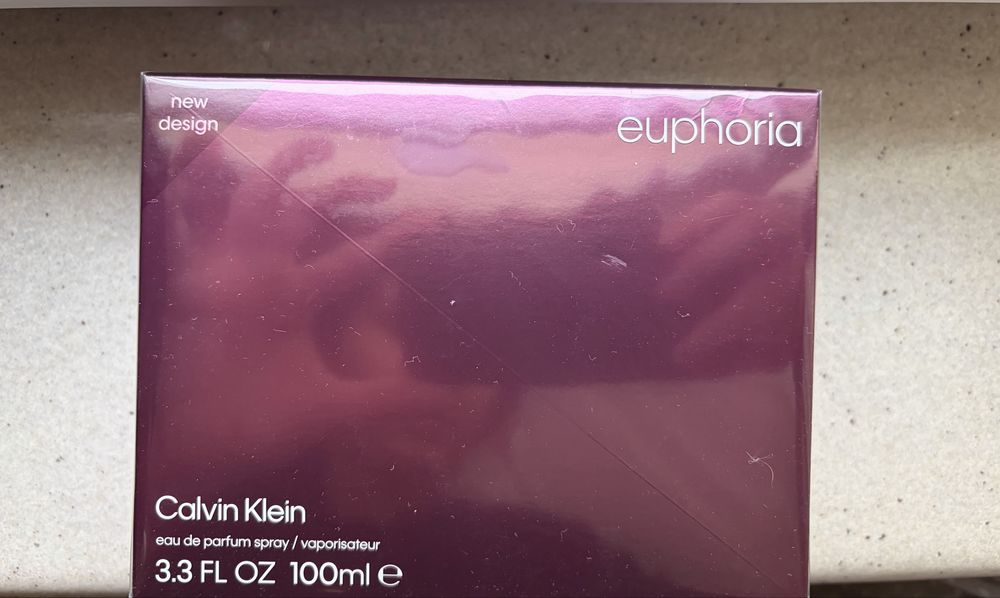 new
design
euphoria
Calvin Klein
eau de parfum spray / vaporisateur
3.3 FL OZ 100ml ℮